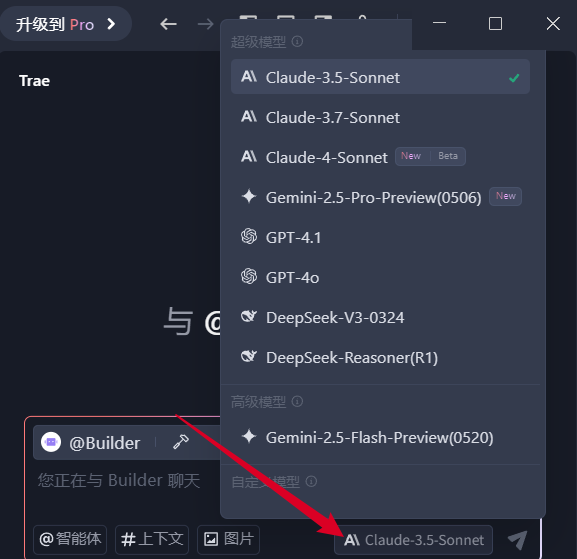 升级到 Pro
超级模型
Trae
Claude-3.5-Sonnet
Claude-3.7-Sonnet
Claude-4-Sonnet New Beta
Gemini-2.5-Pro-Preview(0506) New
GPT-4.1
GPT-4o
与 @
DeepSeek-V3-0324
DeepSeek-Reasoner(R1)
高级模型
Gemini-2.5-Flash-Preview(0520)
@Builder
您正在与 Builder 聊天
自定义模型
@智能体 #上下文 图片 Claude-3.5-Sonnet